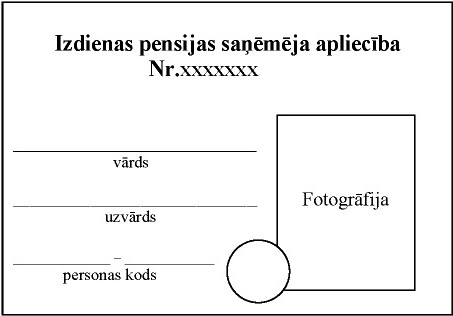 Izdienas pensijas saņēmēja apliecība
Nr.xxxxxxx
vārds
uzvārds
Fotogrāfija
_ – _
personas kods